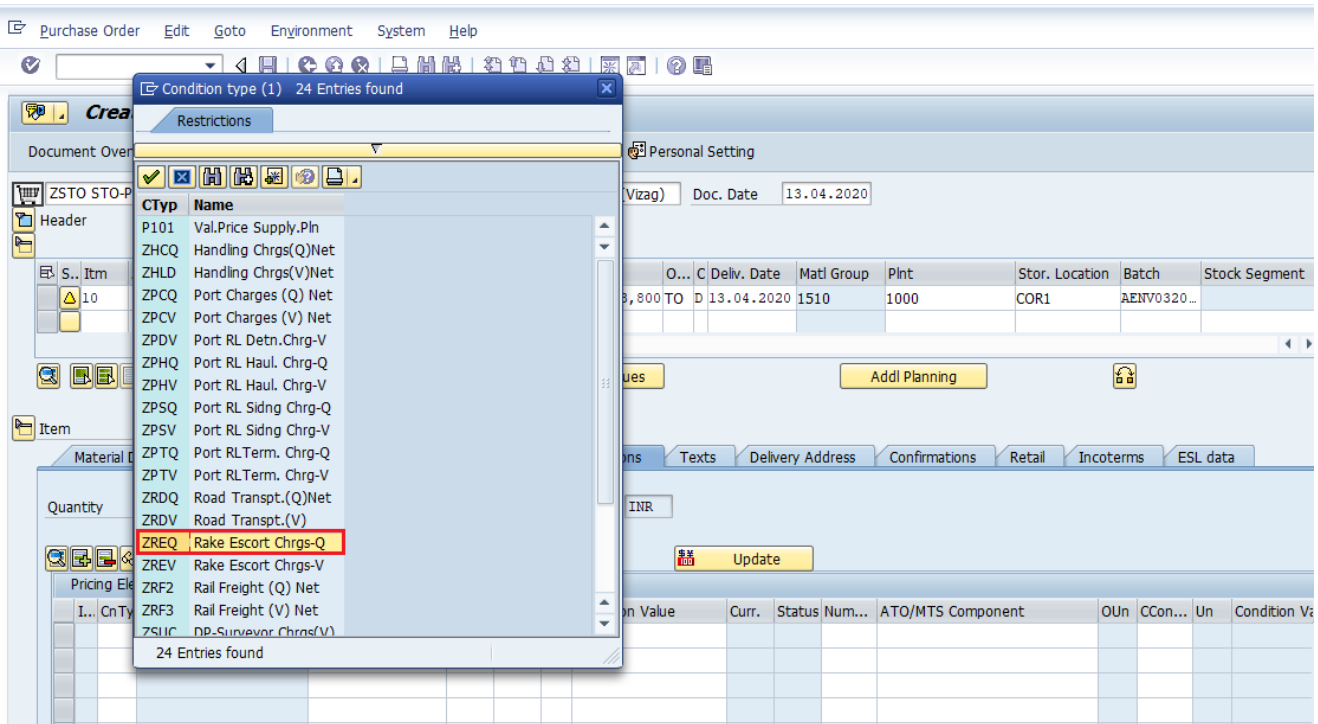 Purchase Order Edit Goto Environment System Help
Condition type (1) 24 Entries found
Crea
Restrictions
Document Over
Personal Setting
ZSTO STO-P
(Vizag) Doc. Date 13.04.2020
Header
CTyp Name
P101 Val.Price Supply.Pln
ZHCQ Handling Chrgs(Q)Net
ZHLD Handling Chrgs(V)Net
ZPCQ Port Charges (Q) Net
ZPCV Port Charges (V) Net
ZPDV Port RL Detn.Chrg-V
ZPHQ Port RL Haul. Chrg-Q
ZPHV Port RL Haul. Chrg-V
ZPSQ Port RL Sidng Chrg-Q
ZPSV Port RL Sidng Chrg-V
ZPTQ Port RLTerm. Chrg-Q
ZPTV Port RLTerm. Chrg-V
ZRDQ Road Transpt.(Q)Net
ZRDV Road Transpt.(V)
ZREQ Rake Escort Chrgs-Q
ZREV Rake Escort Chrgs-V
ZRF2 Rail Freight (Q) Net
ZRF3 Rail Freight (V) Net
ZSUC DP-Surveyor Chrgs(V)
24 Entries found
S.. Itm O... C Deliv. Date Matl Group Plnt Stor. Location Batch Stock Segment
10 3,800 TO D 13.04.2020 1510 1000 COR1 AENV0320...
ues Addl Planning
Item
Material D ons Texts Delivery Address Confirmations Retail Incoterms ESL data
Quantity INR
Update
Pricing Ele
I... CnTy on Value Curr. Status Num... ATO/MTS Component OUn CCon... Un Condition Va